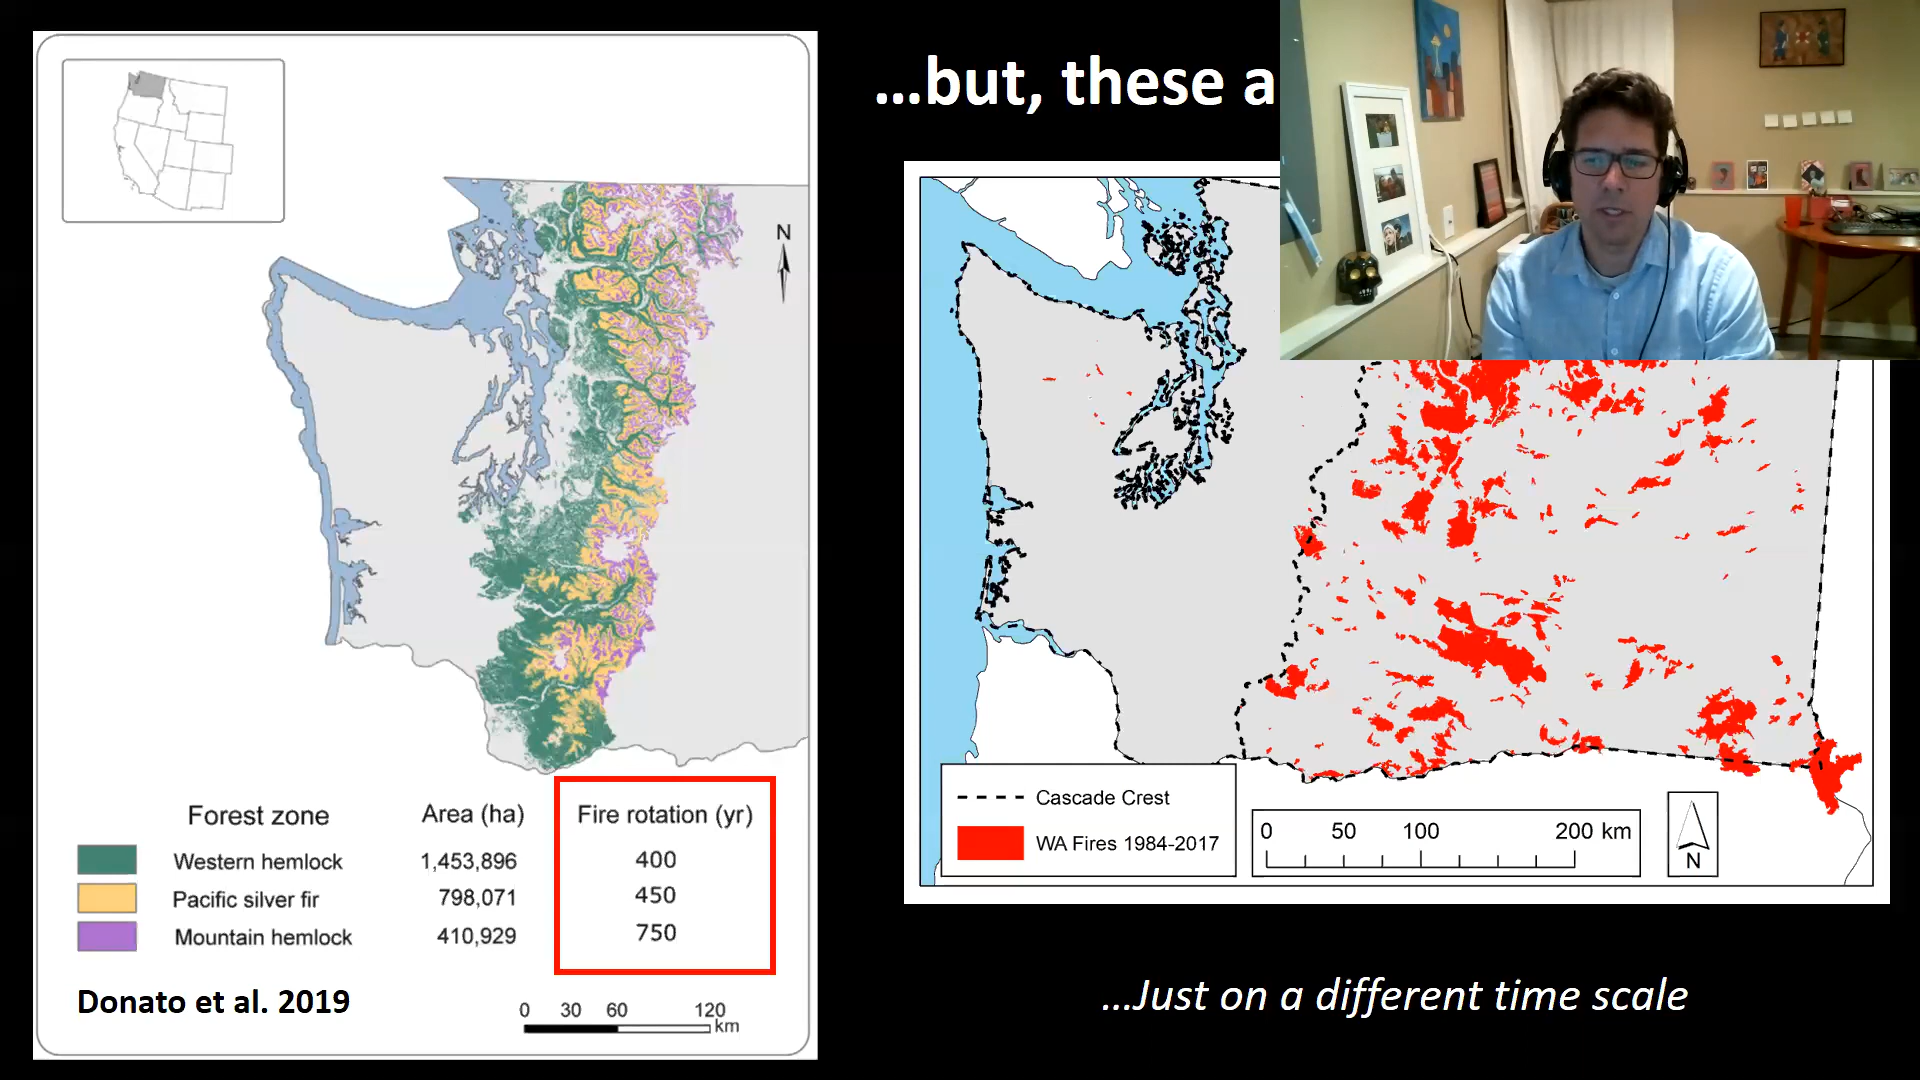 ...but, these a
N
Forest zone Area (ha) Fire rotation (yr)
Western hemlock 1,453,896 400
Pacific silver fir 798,071 450
Mountain hemlock 410,929 750
Donato et al. 2019
0 30 60 120
km
Cascade Crest
WA Fires 1984-2017
0 50 100 200 km
N
...Just on a different time scale